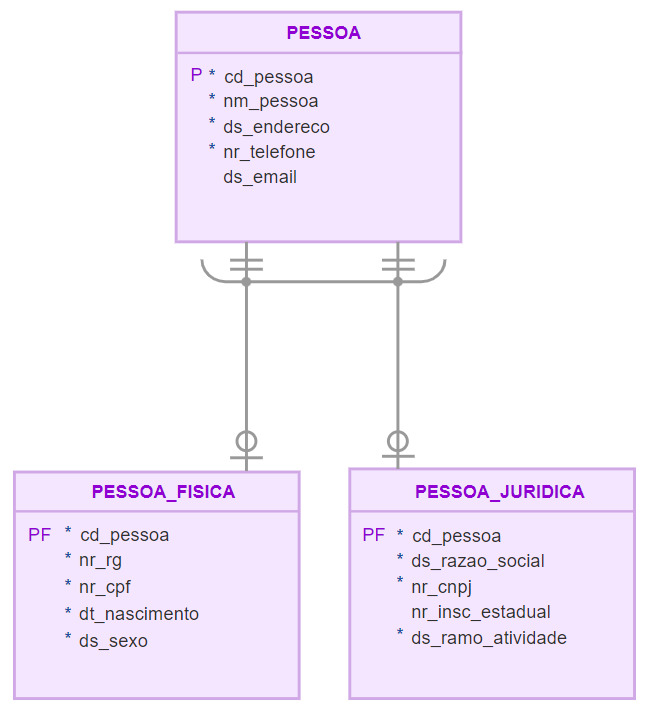 PESSOA
P * cd_pessoa
* nm_pessoa
* ds_endereco
* nr_telefone
ds_email
PESSOA_FISICA
PF * cd_pessoa
* nr_rg
* nr_cpf
* dt_nascimento
* ds_sexo
PESSOA_JURIDICA
PF * cd_pessoa
* ds_razao_social
* nr_cnpj
nr_insc_estadual
* ds_ramo_atividade